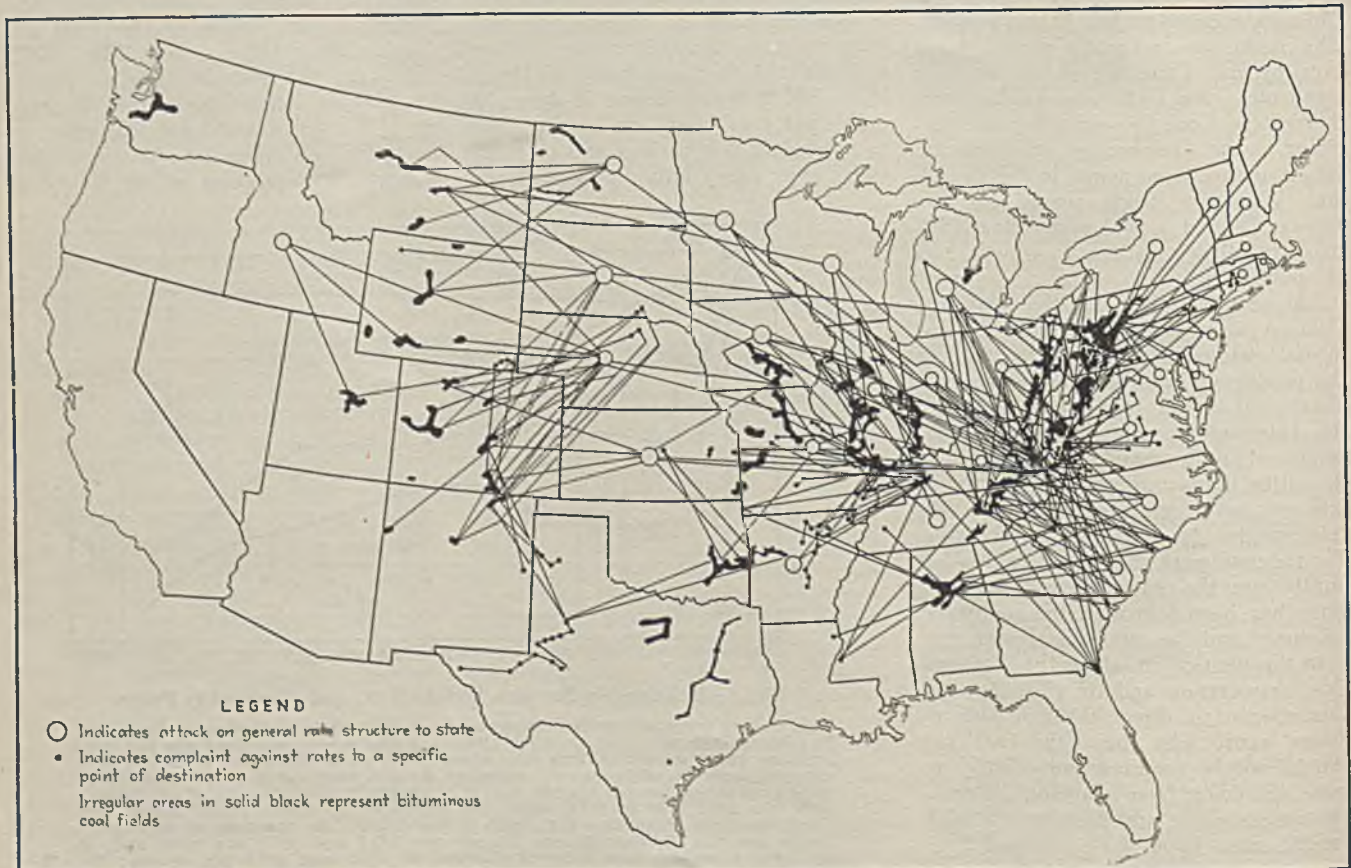 LEGEND
Indicates attack on general rate structure to state
Indicates complaint against rates to a specific
point of destination
Irregular areas in solid black represent bituminous
coal fields